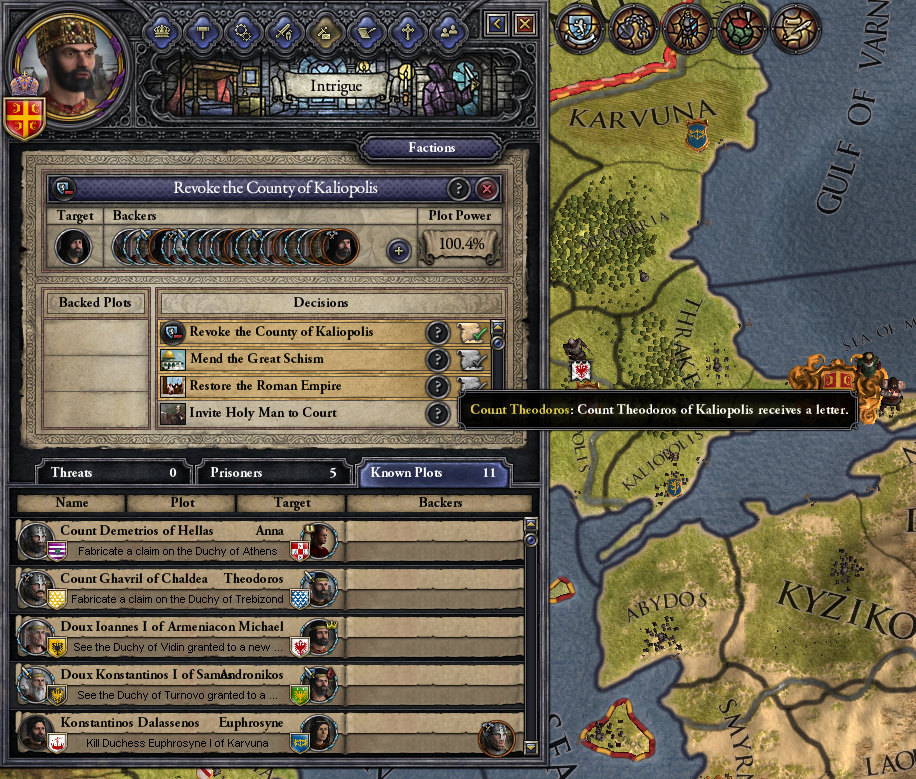 Intrigue
Factions
Revoke the County of Kaliopolis
?
Target
Backers
Plot Power
100.4%
Backed Plots
Decisions
Revoke the County of Kaliopolis
?
Mend the Great Schism
?
Restore the Roman Empire
?
Invite Holy Man to Court
?
Count Theodoros: Count Theodoros of Kaliopolis receives a letter.
Threats 0
Prisoners 5
Known Plots 11
Name
Plot
Target
Backers
Count Demetrios of Hellas Anna
Fabricate a claim on the Duchy of Athens
Count Ghavril of Chaldea Theodoros
Fabricate a claim on the Duchy of Trebizond
Doux Ioannes I of Armeniacon Michael
See the Duchy of Vidin granted to a new ...
Doux Konstantinos I of Samos Andronikos
See the Duchy of Turnovo granted to a ...
Konstantinos Dalassenos Euphrosyne
Kill Duchess Euphrosyne I of Karvuna
KARVUNA
GULF OF VARN
MESEMBRIA
THRAKE
SEA OF M
KALIOPOLIS
OLIS
ABYDOS
KYZIKO
SMYRN
SEA
LAO